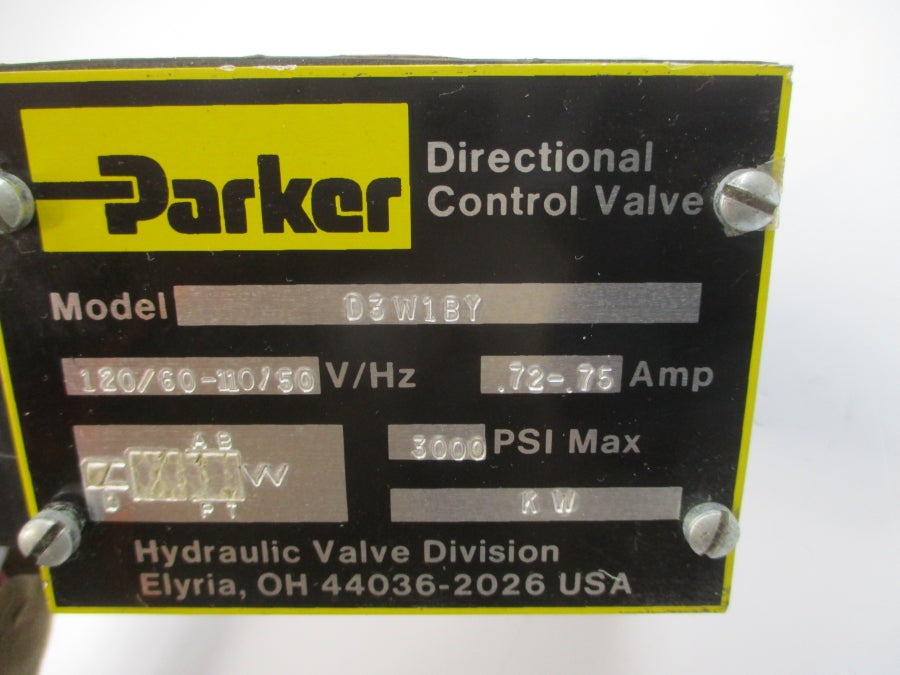 Parker
Directional
Control Valve
Model D3W1BY
120/60-110/50 V/Hz .72-.75 Amp
A B
3000 PSI Max
D
P T
KW
Hydraulic Valve Division
Elyria, OH 44036-2026 USA